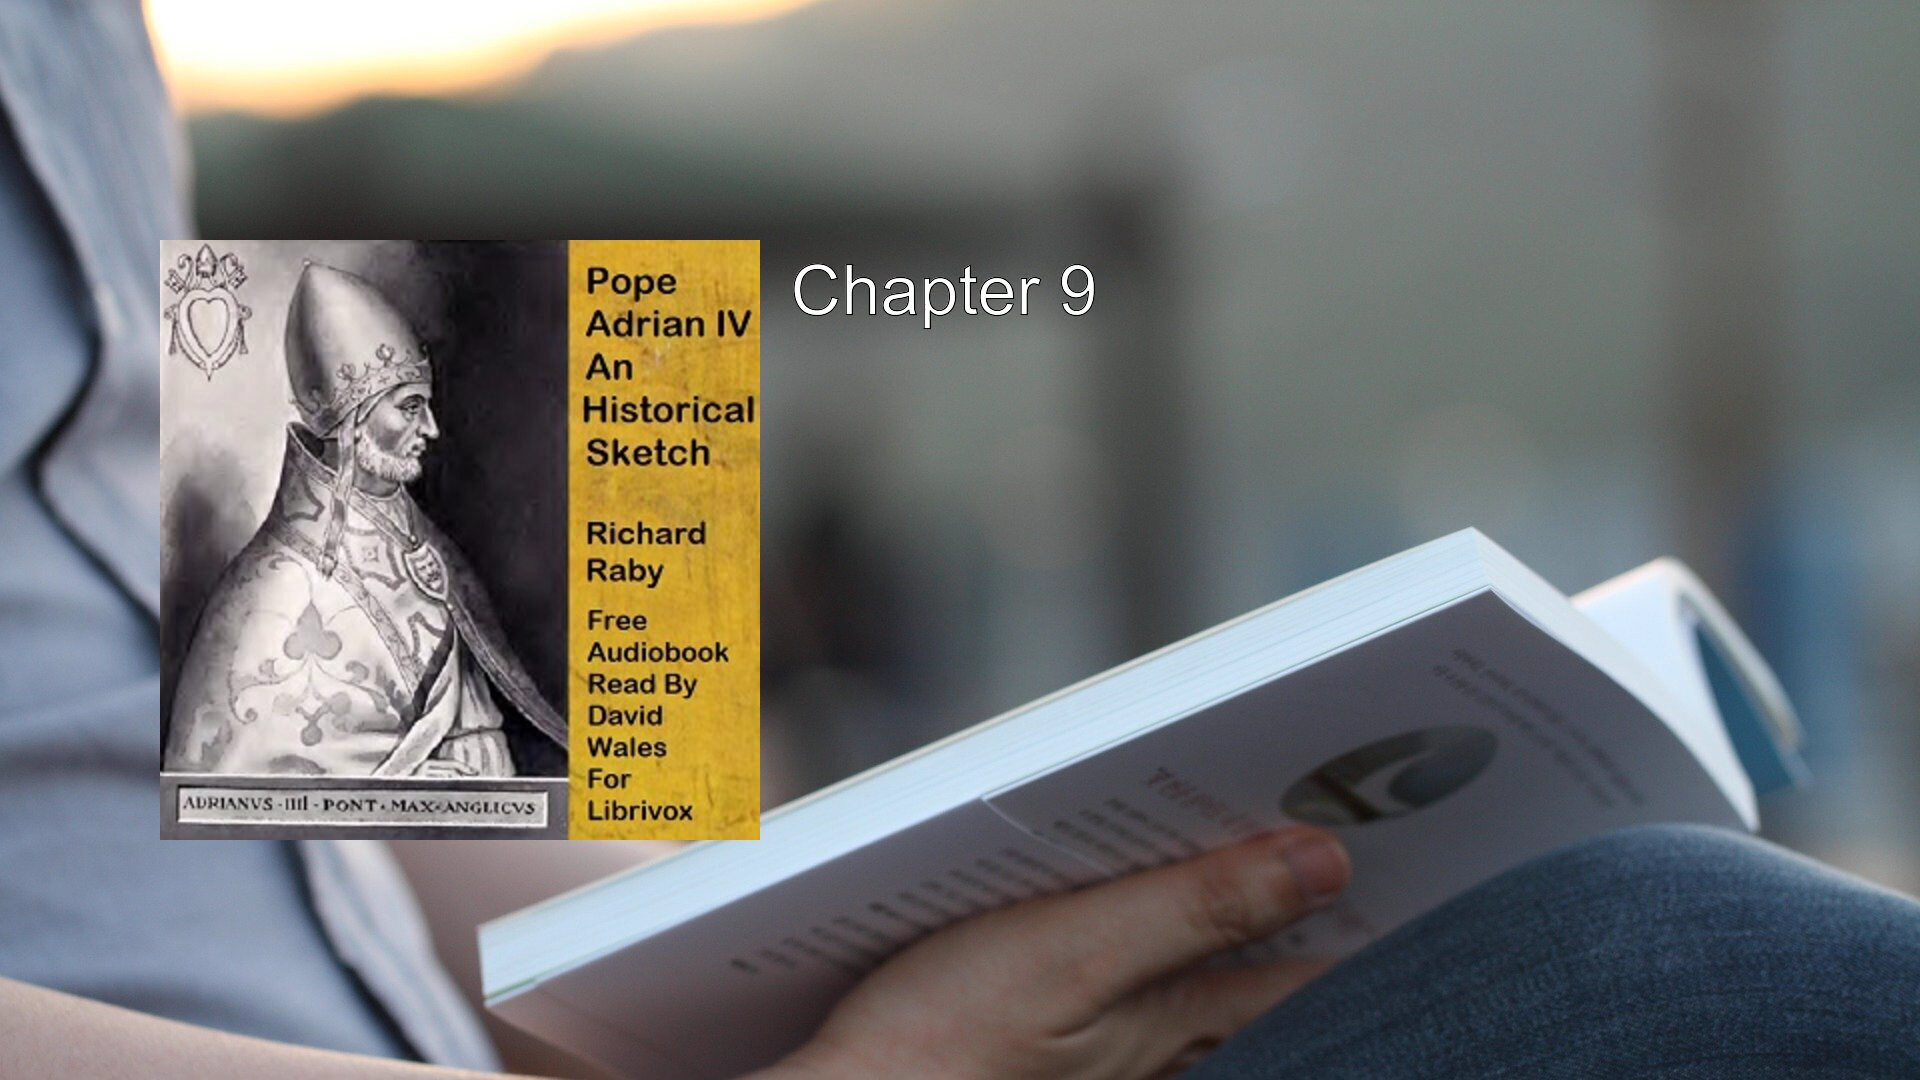 Pope
Adrian IV
An
Historical
Sketch
Richard
Raby
Free
Audiobook
Read By
David
Wales
For
Librivox
ADRIANVS · IIII · PONT · MAX · ANGLICVS
Chapter 9